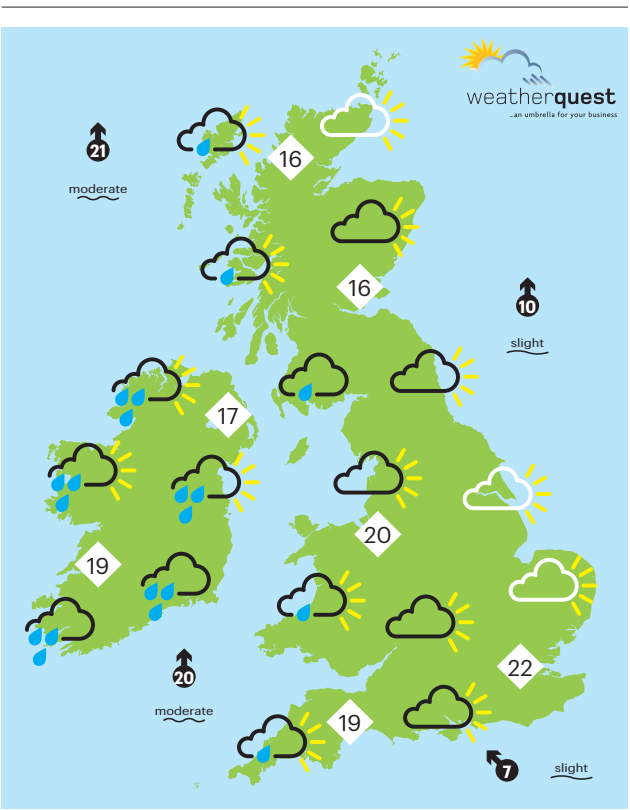 weatherquest
...an umbrella for your business
16
21
moderate
16
10
slight
17
20
19
20
moderate
22
19
7
slight